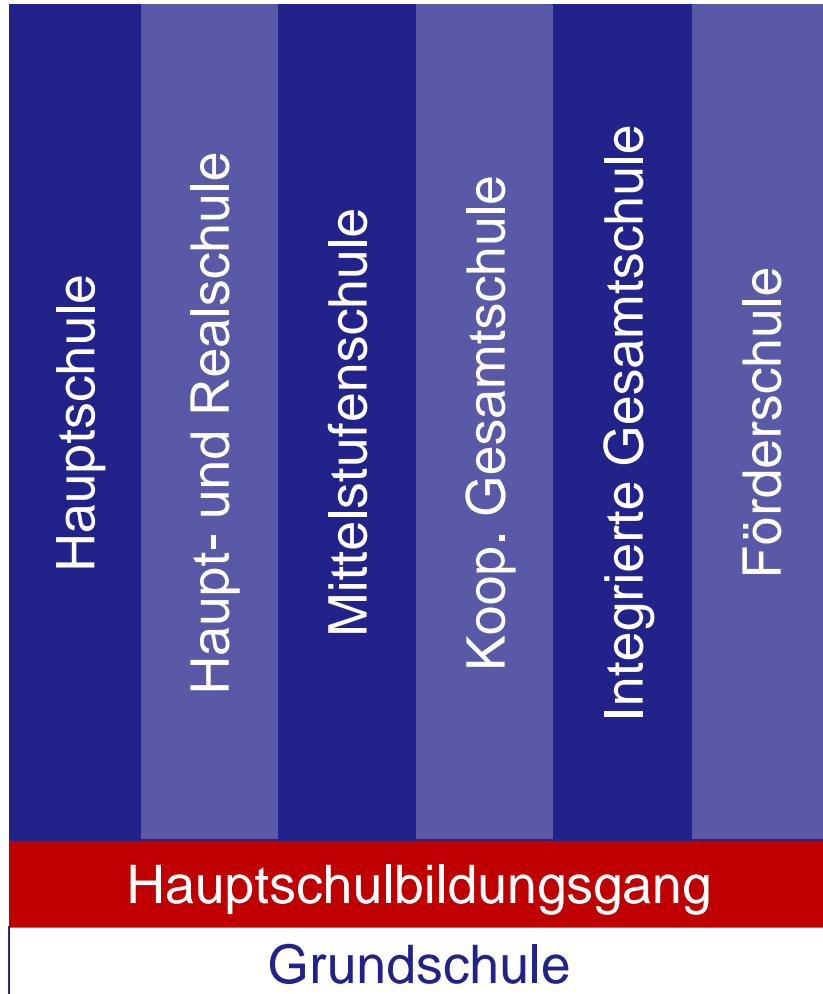 Hauptschule
Haupt- und Realschule
Mittelstufenschule
Koop. Gesamtschule
Integrierte Gesamtschule
Förderschule
Hauptschulbildungsgang
Grundschule